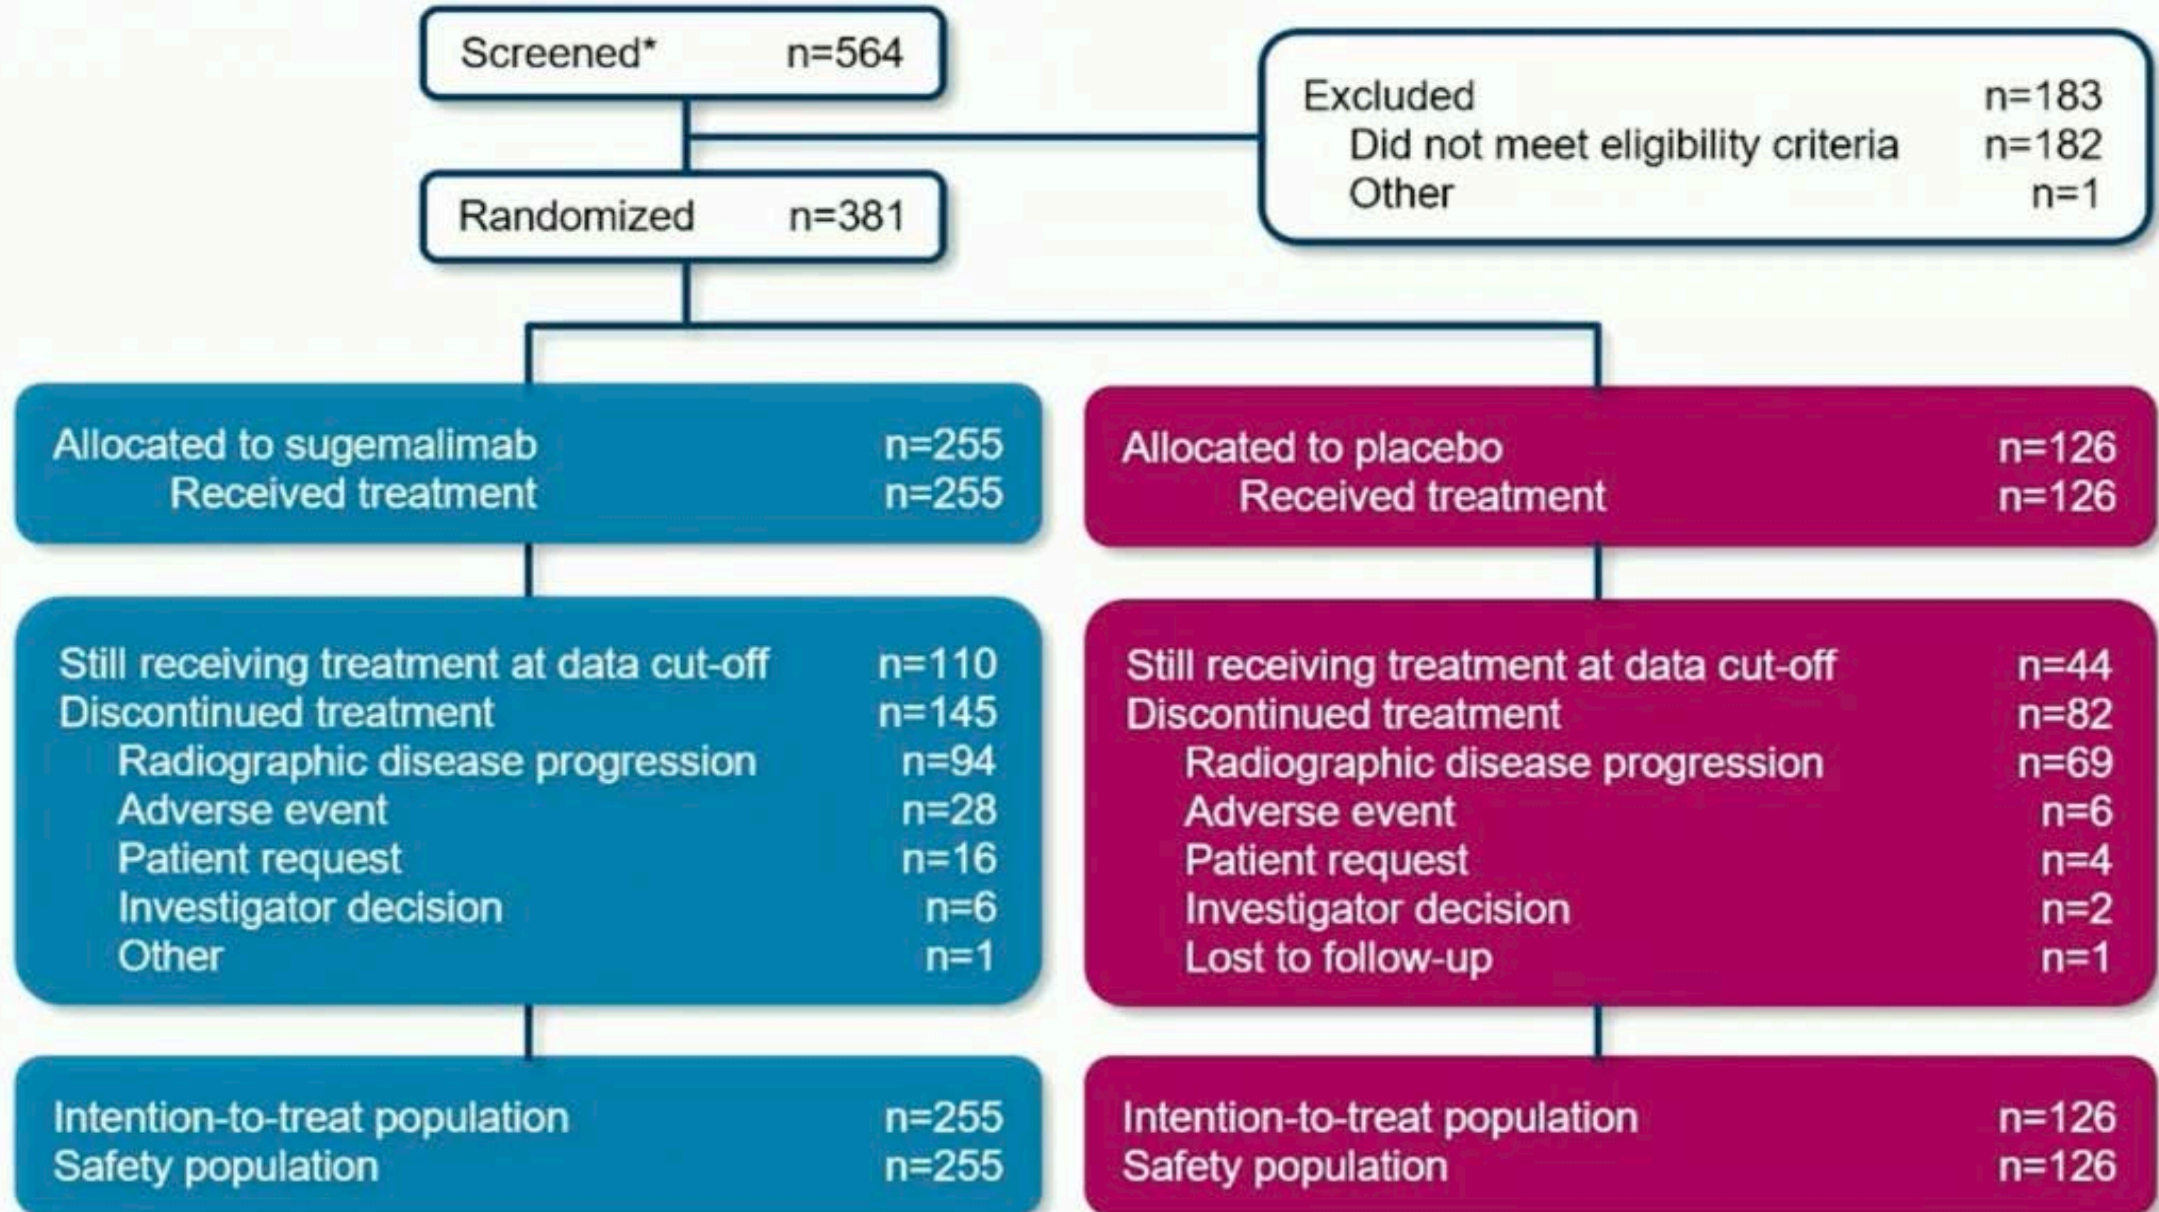 Screened* n=564
Excluded n=183
Did not meet eligibility criteria n=182
Other n=1
Randomized n=381
Allocated to sugemalimab n=255
Received treatment n=255
Allocated to placebo n=126
Received treatment n=126
Still receiving treatment at data cut-off n=110
Discontinued treatment n=145
Radiographic disease progression n=94
Adverse event n=28
Patient request n=16
Investigator decision n=6
Other n=1
Still receiving treatment at data cut-off n=44
Discontinued treatment n=82
Radiographic disease progression n=69
Adverse event n=6
Patient request n=4
Investigator decision n=2
Lost to follow-up n=1
Intention-to-treat population n=255
Safety population n=255
Intention-to-treat population n=126
Safety population n=126